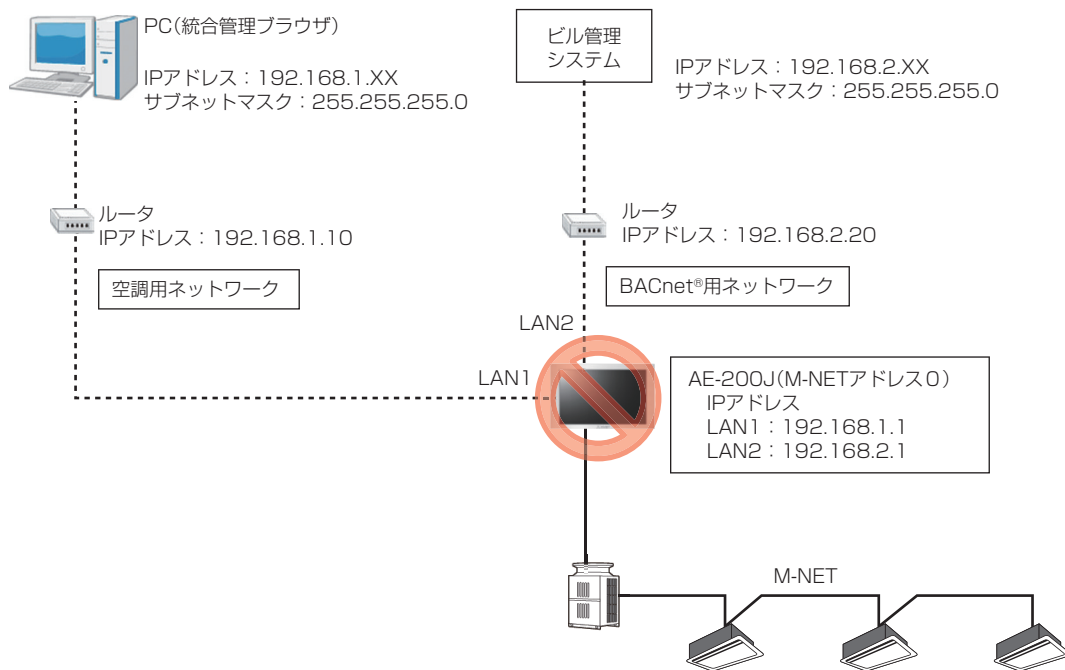 PC(統合管理ブラウザ)
IPアドレス：192.168.1.XX
サブネットマスク：255.255.255.0
ビル管理
システム
IPアドレス：192.168.2.XX
サブネットマスク：255.255.255.0
ルータ
IPアドレス：192.168.1.10
空調用ネットワーク
ルータ
IPアドレス：192.168.2.20
BACnet®用ネットワーク
LAN2
LAN1
AE-200J(M-NETアドレス０)
IPアドレス
LAN1：192.168.1.1
LAN2：192.168.2.1
M-NET